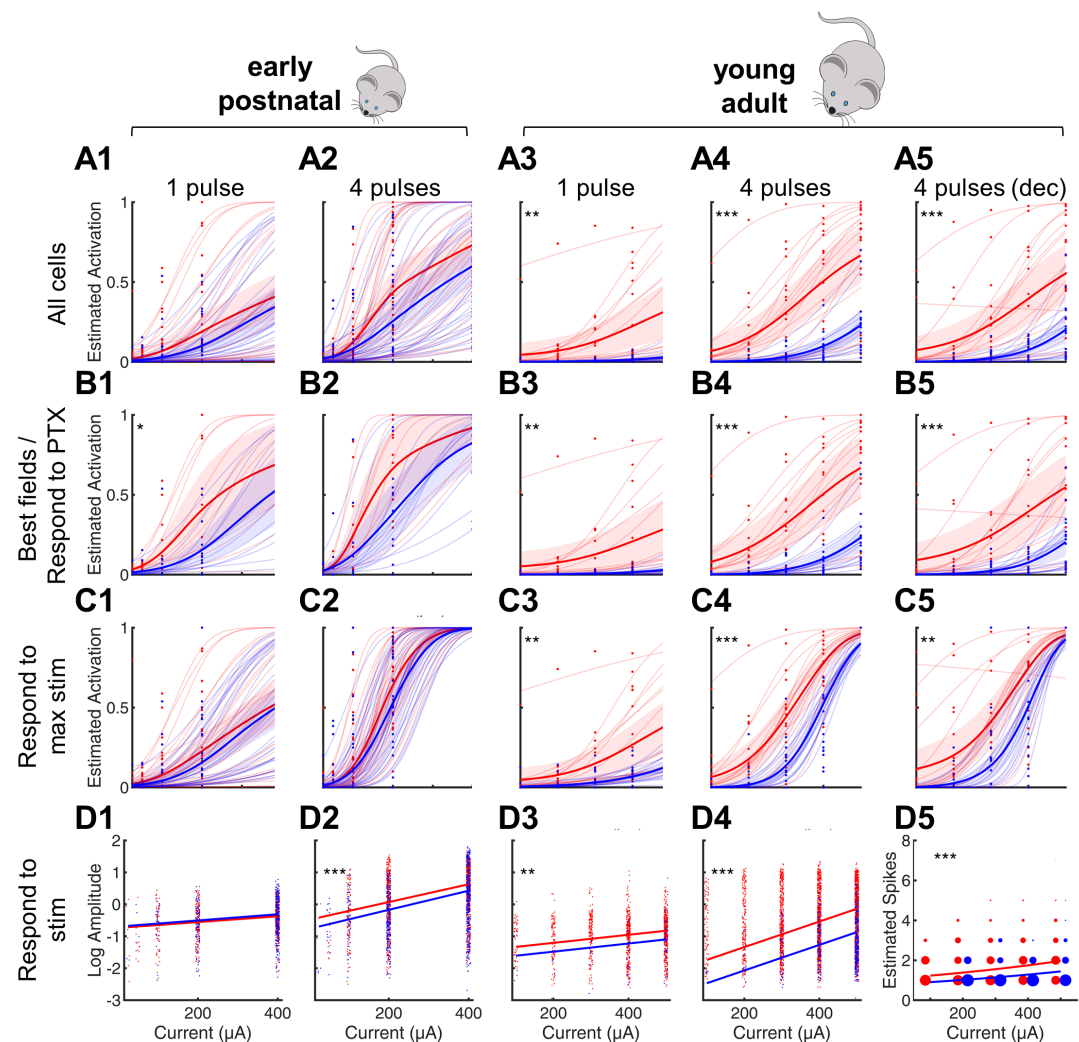 early
postnatal
young
adult
A1
A2
A3
A4
A5
1 pulse
4 pulses
1 pulse
4 pulses
4 pulses (dec)
All cells
Estimated Activation
1
0.5
0
**
***
***
B1
B2
B3
B4
B5
Best fields /
Respond to PTX
Estimated Activation
1
0.5
0
*
**
***
***
C1
C2
C3
C4
C5
Respond to
max stim
Estimated Activation
1
0.5
0
**
***
**
D1
D2
D3
D4
D5
Respond to
stim
Log Amplitude
2
1
0
-1
-2
-3
***
**
***
***
Estimated Spikes
8
6
4
2
0
200
400
200
400
200
400
200
400
200
400
Current (µA)
Current (µA)
Current (µA)
Current (µA)
Current (µA)